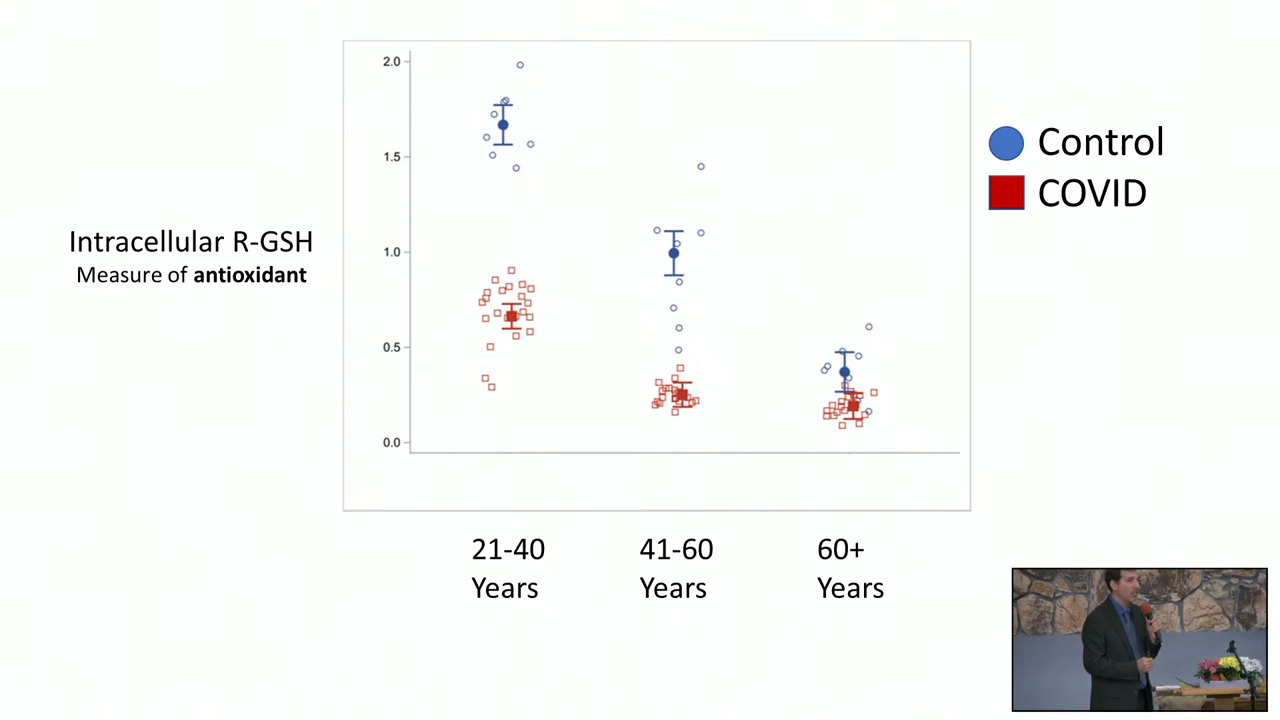 Intracellular R-GSH
Measure of antioxidant
2.0
1.5
1.0
0.5
0.0
Control
COVID
21-40
Years
41-60
Years
60+
Years